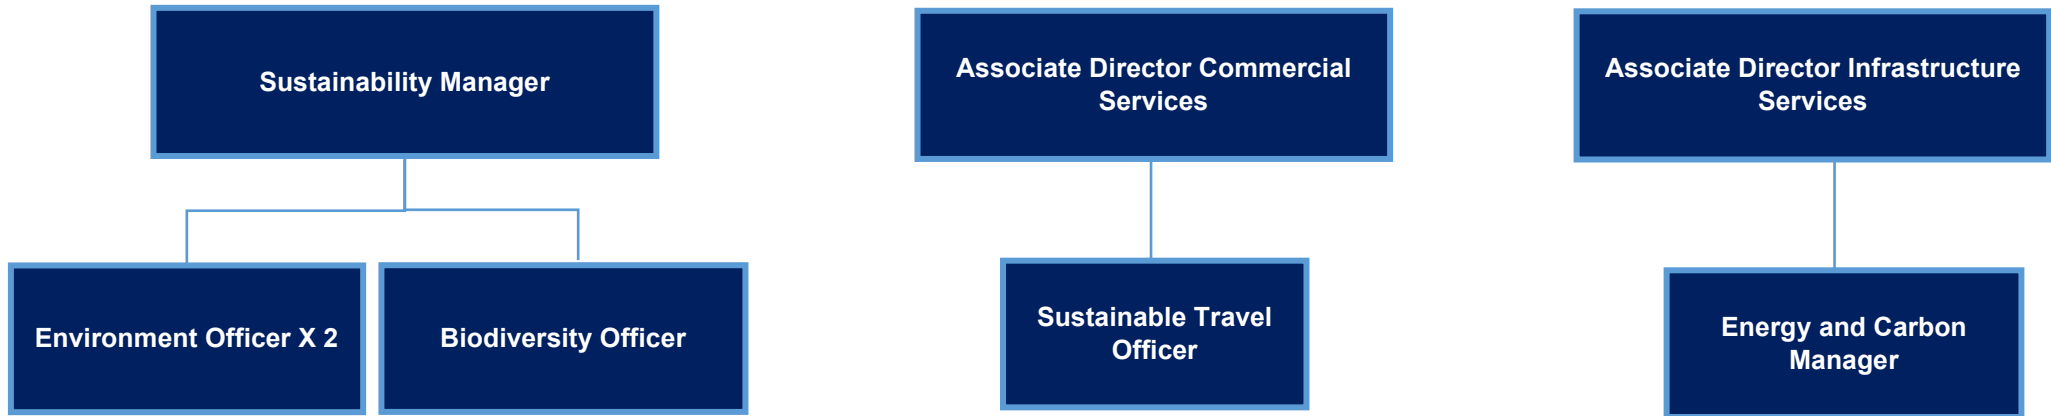 Sustainability Manager
Associate Director Commercial
Services
Associate Director Infrastructure
Services
Environment Officer X 2
Biodiversity Officer
Sustainable Travel
Officer
Energy and Carbon
Manager